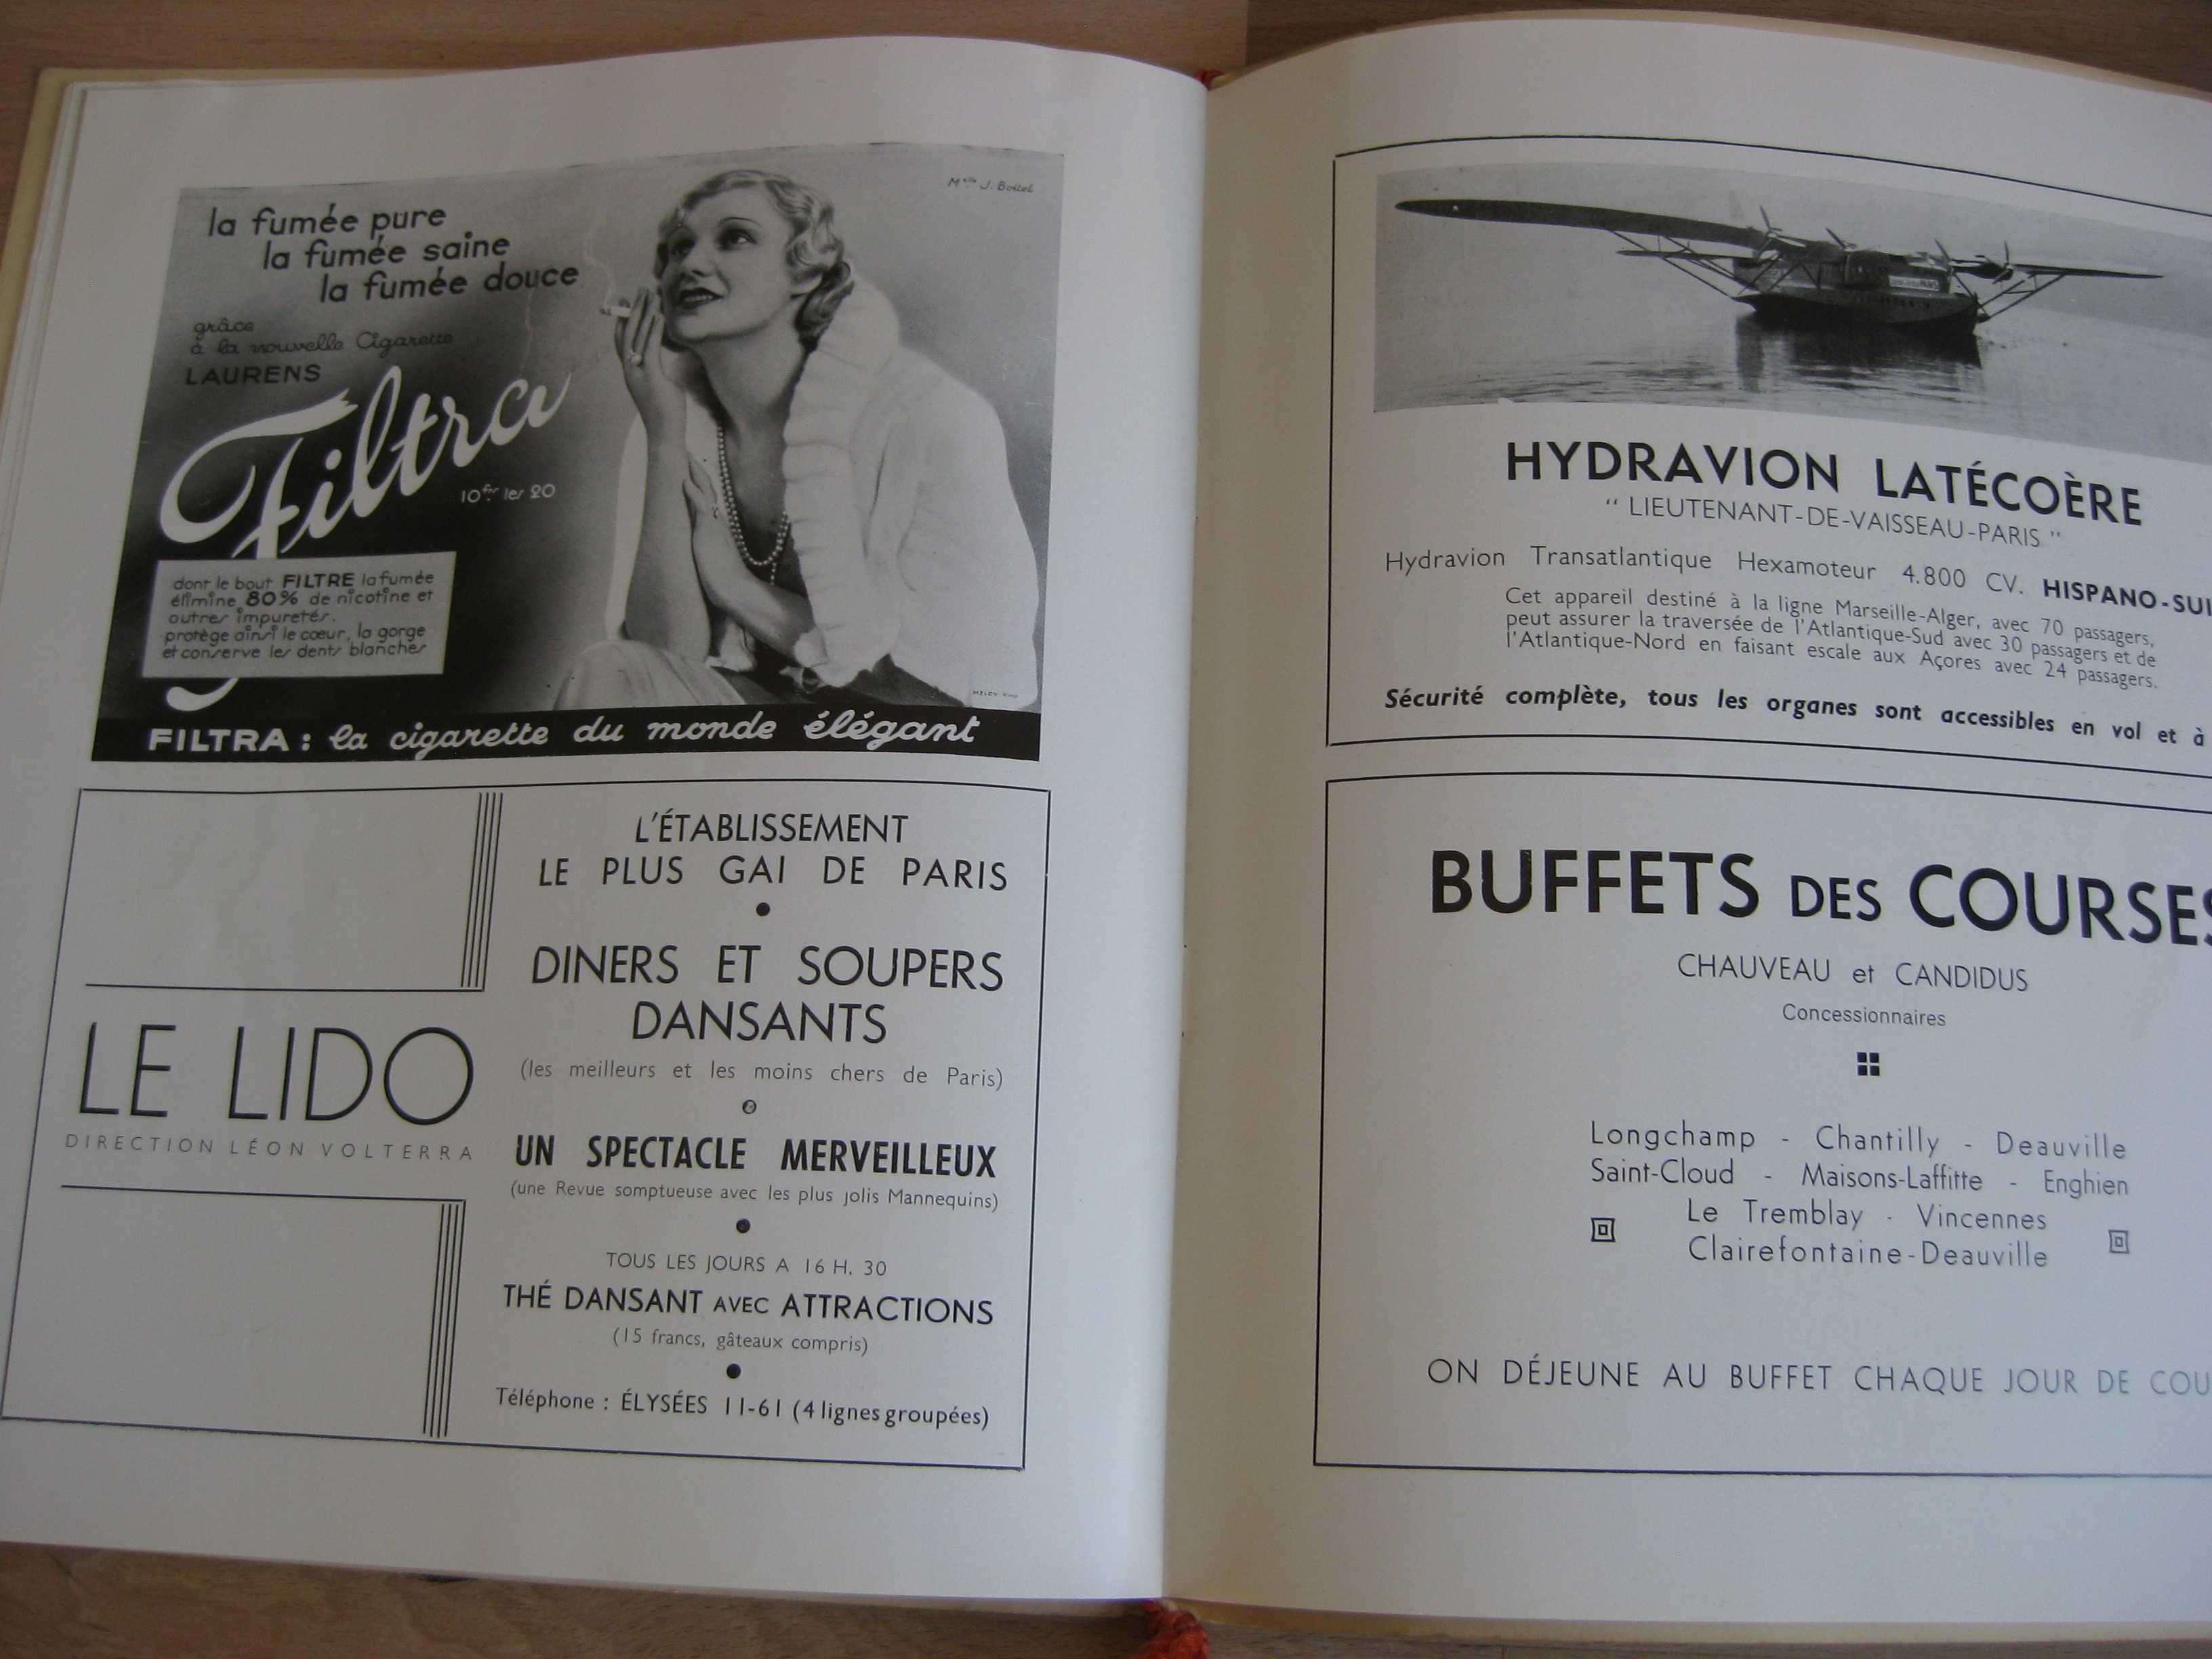 Melle J. Boitel
la fumée pure
la fumée saine
la fumée douce
grâce
à la nouvelle Cigarette
LAURENS
Filtra
10frs les 20
dont le bout FILTRE la fumée
élimine 80% de nicotine et
autres impuretés.
protège ainsi le cœur, la gorge
et conserve les dents blanches
FILTRA : la cigarette du monde élégant
LE LIDO
DIRECTION LÉON VOLTERRA
L'ÉTABLISSEMENT
LE PLUS GAI DE PARIS
DINERS ET SOUPERS
DANSANTS
(les meilleurs et les moins chers de Paris)
UN SPECTACLE MERVEILLEUX
(une Revue somptueuse avec les plus jolis Mannequins)
TOUS LES JOURS A 16 H. 30
THÉ DANSANT AVEC ATTRACTIONS
(15 francs, gâteaux compris)
Téléphone : ÉLYSÉES 11-61 (4 lignes groupées)
HYDRAVION LATÉCOÈRE
“ LIEUTENANT-DE-VAISSEAU-PARIS ”
Hydravion Transatlantique Hexamoteur 4.800 CV. HISPANO-SUI
Cet appareil destiné à la ligne Marseille-Alger, avec 70 passagers,
peut assurer la traversée de l'Atlantique-Sud avec 30 passagers et de
l'Atlantique-Nord en faisant escale aux Açores avec 24 passagers.
Sécurité complète, tous les organes sont accessibles en vol et à
BUFFETS DES COURSES
CHAUVEAU et CANDIDUS
Concessionnaires
Longchamp - Chantilly - Deauville
Saint-Cloud - Maisons-Laffitte - Enghien
Le Tremblay - Vincennes
Clairefontaine-Deauville
ON DÉJEUNE AU BUFFET CHAQUE JOUR DE COU